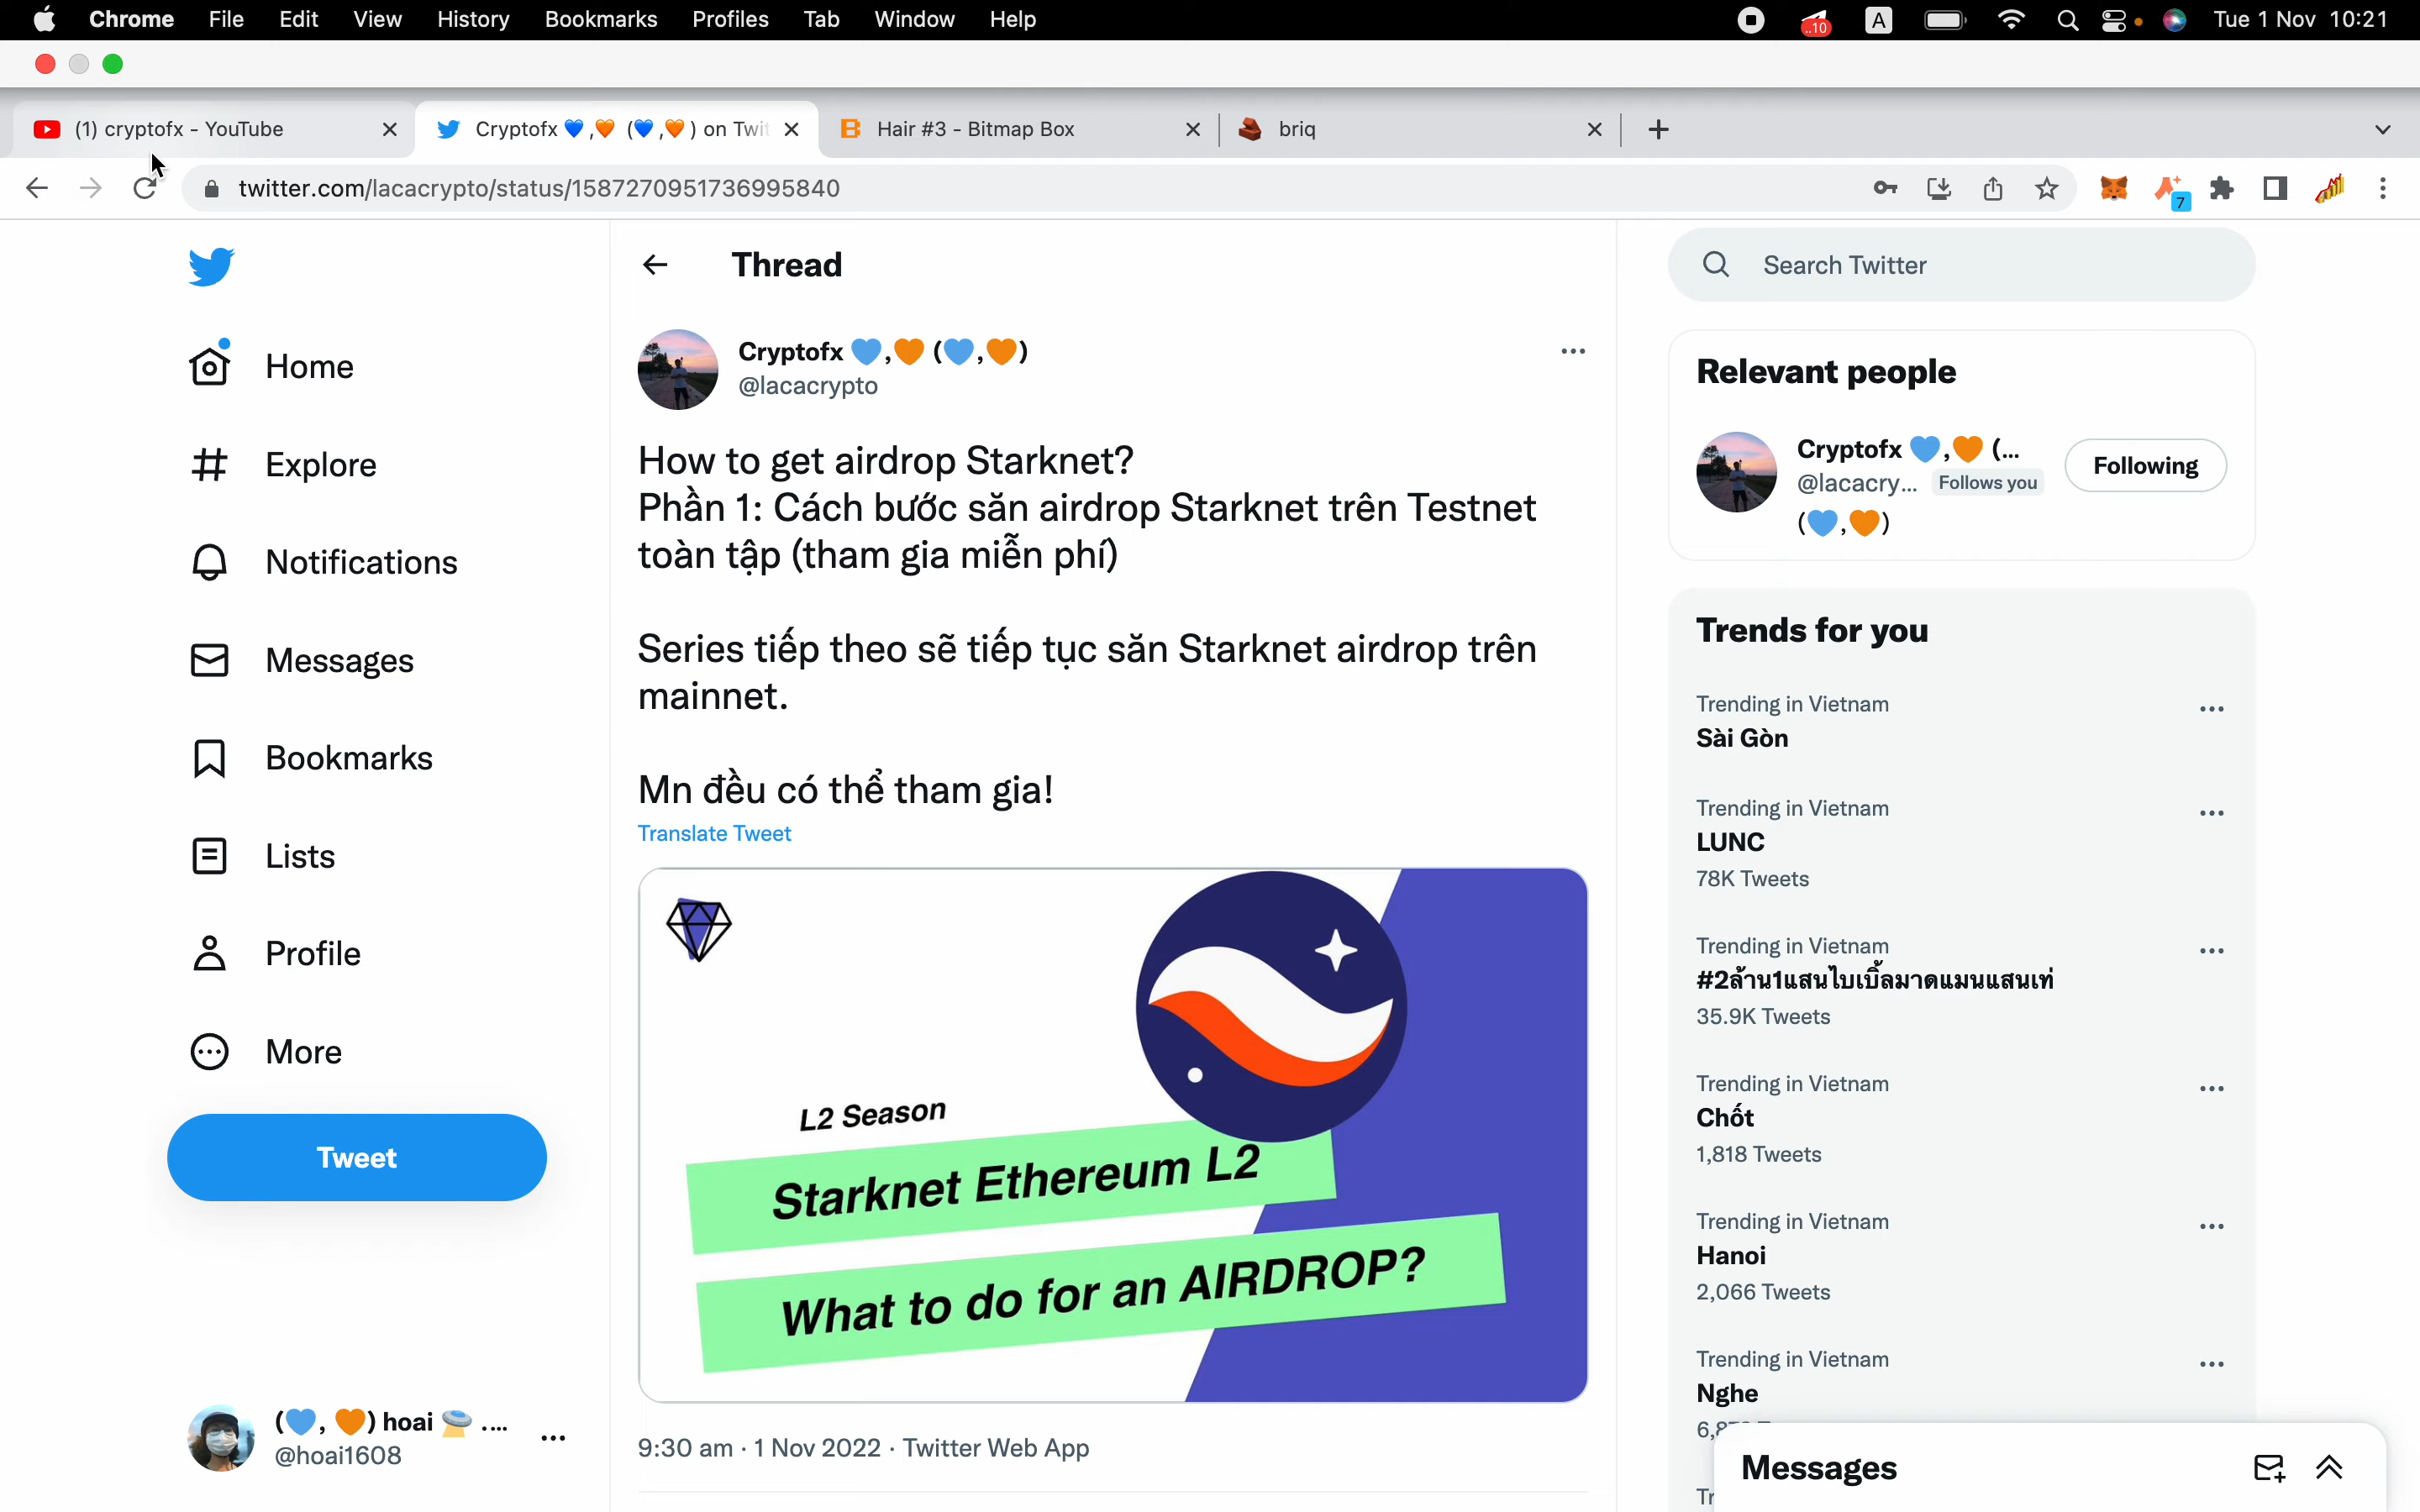 Chrome File Edit View History Bookmarks Profiles Tab Window Help
..10 A Tue 1 Nov 10:21
(1) cryptofx - YouTube
Cryptofx 💙,🧡 (💙,🧡) on Twit
Hair #3 - Bitmap Box
briq
twitter.com/lacacrypto/status/1587270951736995840
7
Home
Explore
Notifications
Messages
Bookmarks
Lists
Profile
More
Tweet
(💙, 🧡) hoai 🛸 ....
@hoai1608
Thread
Cryptofx 💙,🧡 (💙,🧡)
@lacacrypto
How to get airdrop Starknet?
Phần 1: Cách bước săn airdrop Starknet trên Testnet
toàn tập (tham gia miễn phí)
Series tiếp theo sẽ tiếp tục săn Starknet airdrop trên
mainnet.
Mn đều có thể tham gia!
Translate Tweet
L2 Season
Starknet Ethereum L2
What to do for an AIRDROP?
9:30 am · 1 Nov 2022 · Twitter Web App
Search Twitter
Relevant people
Cryptofx 💙,🧡 (...
@lacacry... Follows you
(💙,🧡)
Following
Trends for you
Trending in Vietnam
Sài Gòn
Trending in Vietnam
LUNC
78K Tweets
Trending in Vietnam
#2ล้าน1แสนไบเบิ้ลมาดแมนแสนเท่
35.9K Tweets
Trending in Vietnam
Chốt
1,818 Tweets
Trending in Vietnam
Hanoi
2,066 Tweets
Trending in Vietnam
Nghe
Messages